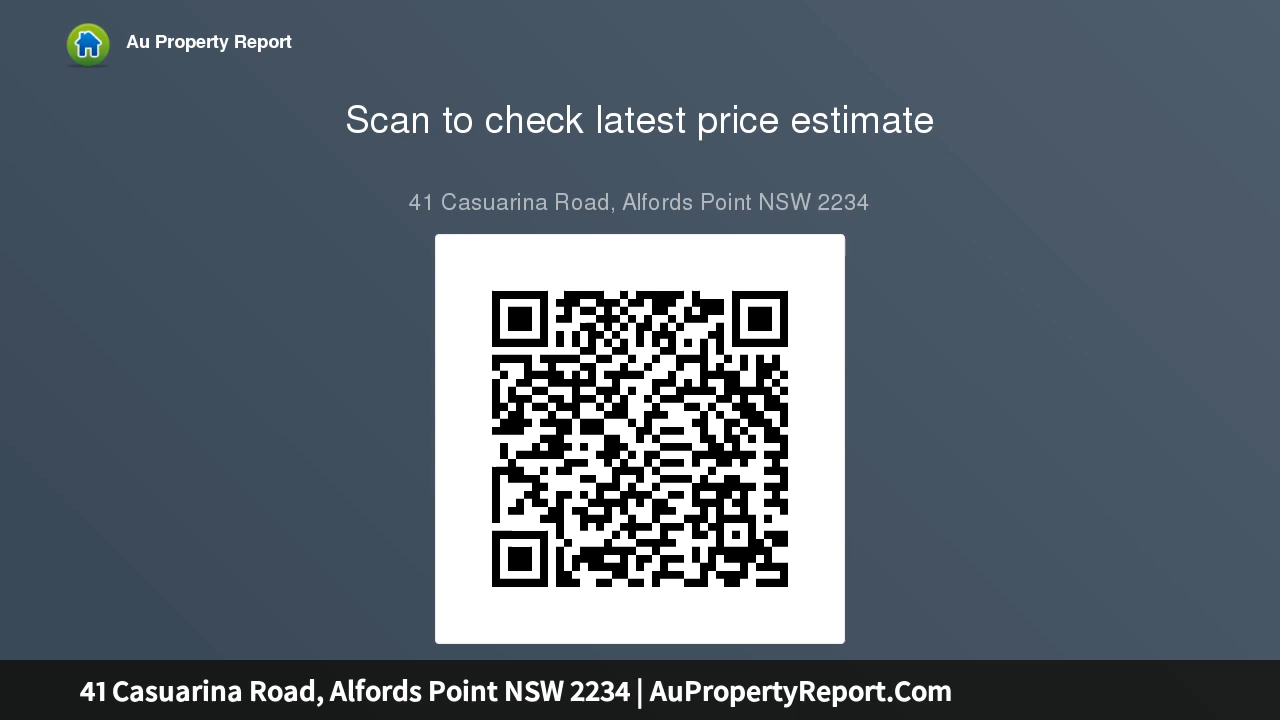 Au Property Report
Scan to check latest price estimate
41 Casuarina Road, Alfords Point NSW 2234
41 Casuarina Road, Alfords Point NSW 2234 | AuPropertyReport.Com